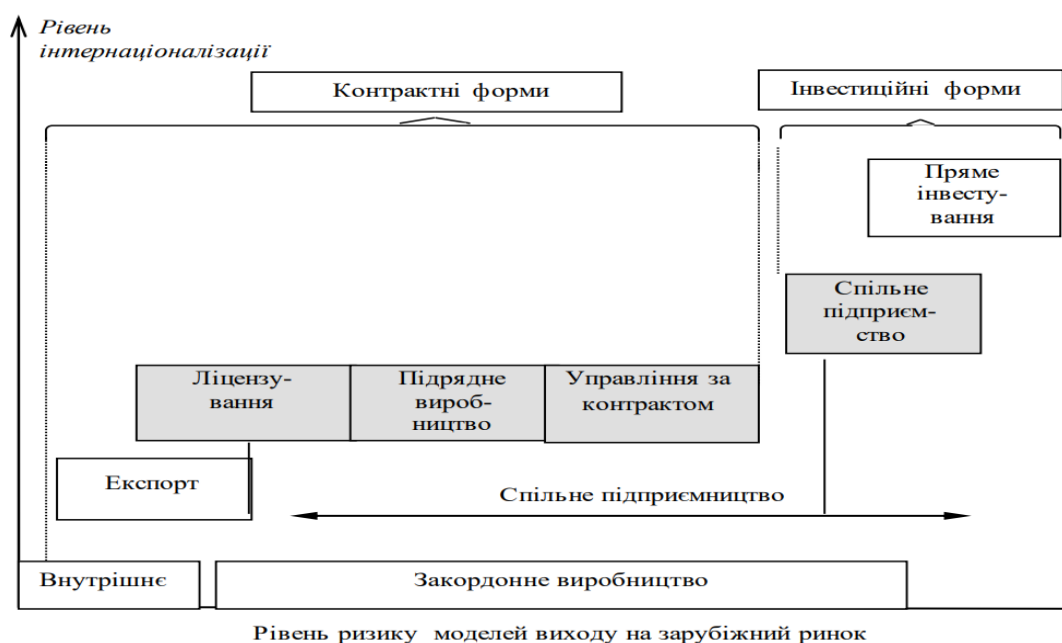 Рівень
інтернаціоналізації
Контрактні форми
Інвестиційні форми
Пряме
інвесту-
вання
Спільне
підприєм-
ство
Ліцензу-
вання
Підрядне
вироб-
ництво
Управління за
контрактом
Експорт
Спільне підприємництво
Внутрішнє
Закордонне виробництво
Рівень ризику моделей виходу на зарубіжний ринок